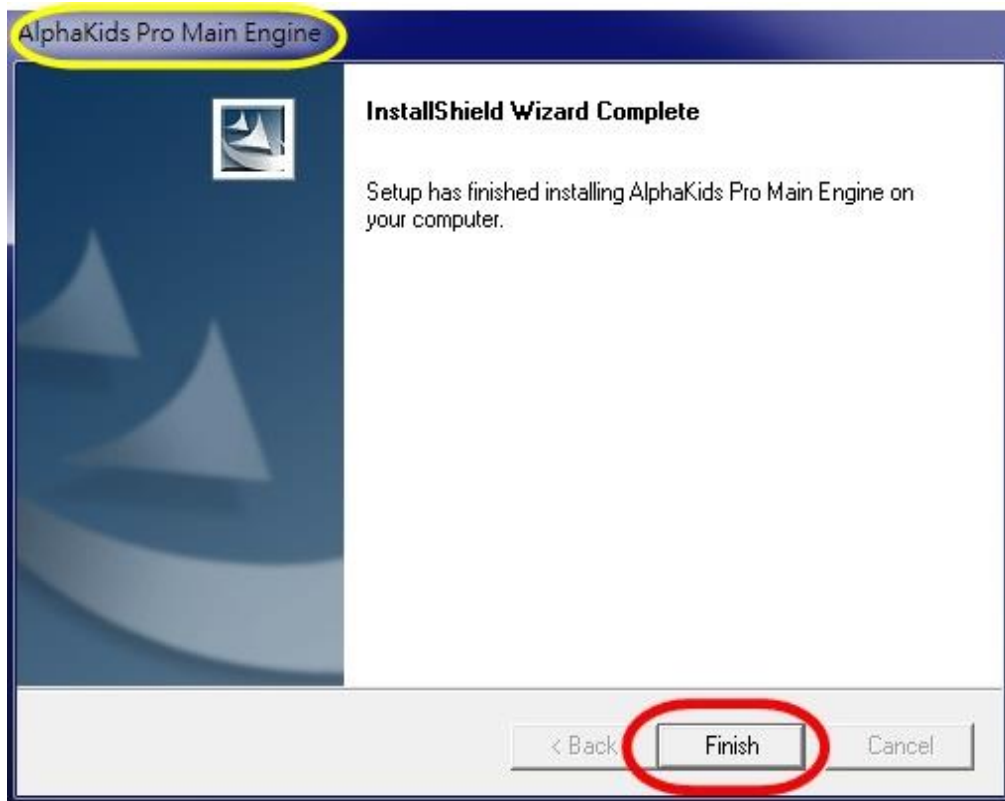 AlphaKids Pro Main Engine
InstallShield Wizard Complete
Setup has finished installing AlphaKids Pro Main Engine on
your computer.
< Back
Finish
Cancel